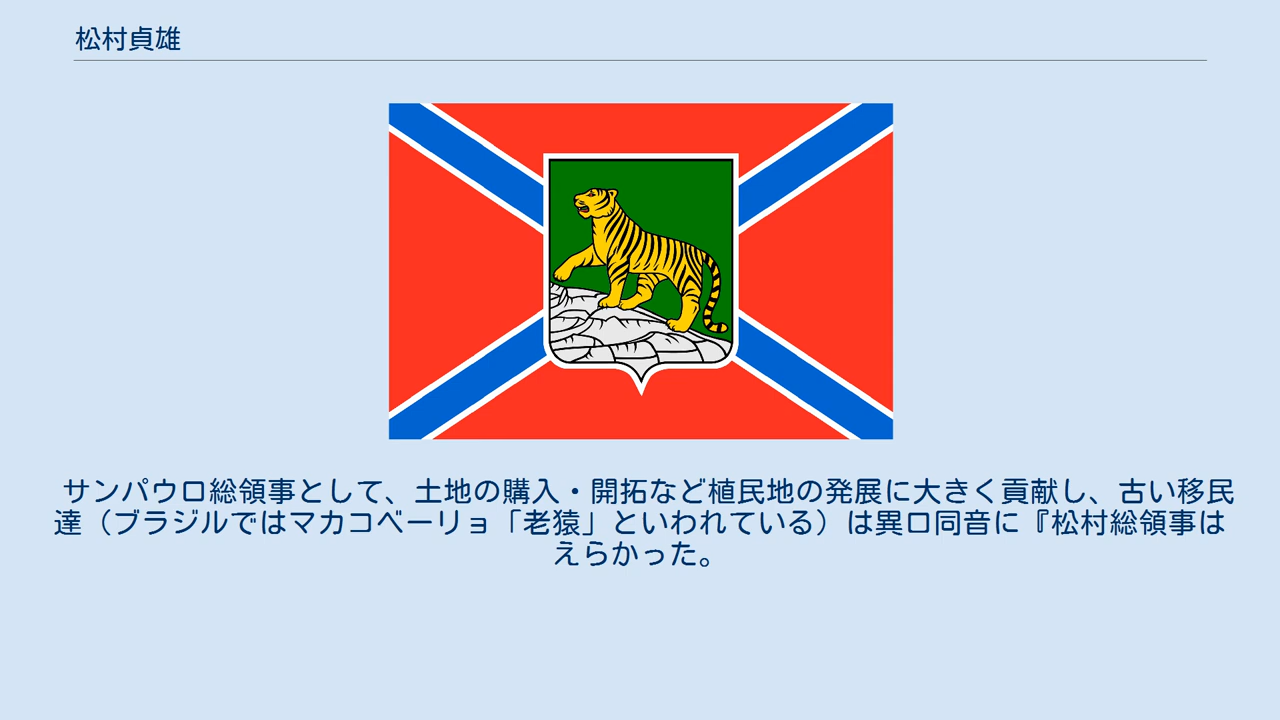 松村貞雄
サンパウロ総領事として、土地の購入・開拓など植民地の発展に大きく貢献し、古い移民
達（ブラジルではマカコベーリョ「老猿」といわれている）は異口同音に『松村総領事は
えらかった。